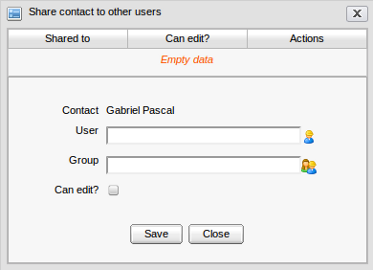 Share contact to other users
X
Shared to Can edit? Actions
Empty data
Contact Gabriel Pascal
User
Group
Can edit?
Save Close